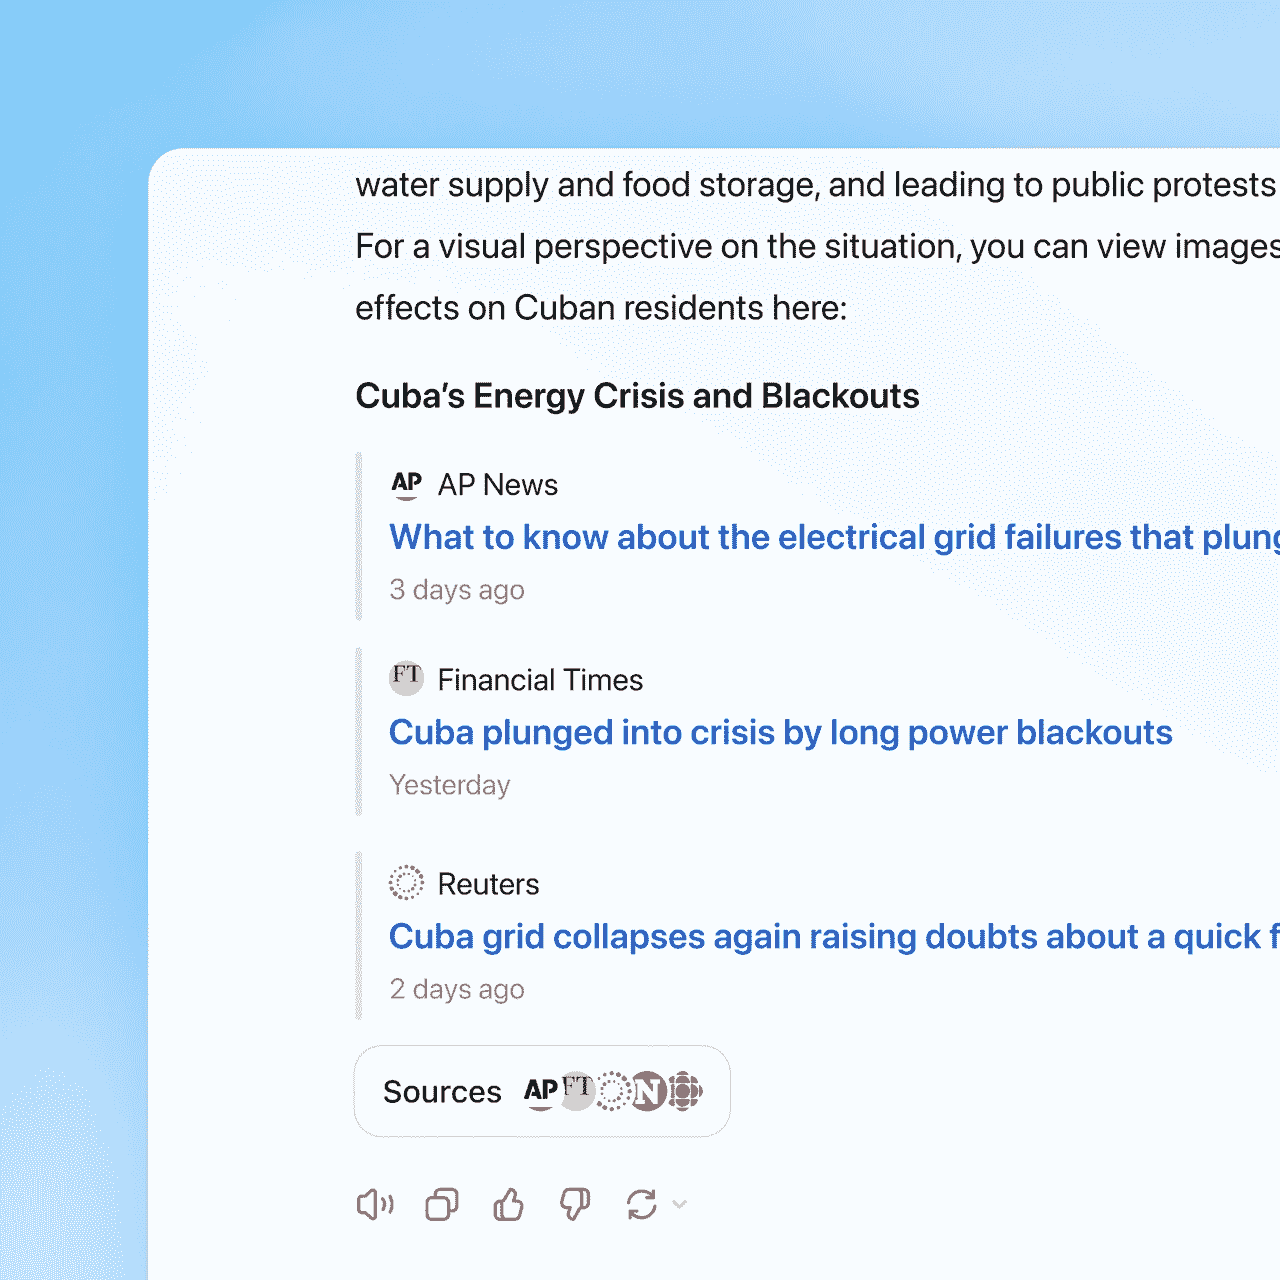 water supply and food storage, and leading to public protests
For a visual perspective on the situation, you can view images
effects on Cuban residents here:
Cuba’s Energy Crisis and Blackouts
AP AP News
What to know about the electrical grid failures that plung
3 days ago
FT Financial Times
Cuba plunged into crisis by long power blackouts
Yesterday
Reuters
Cuba grid collapses again raising doubts about a quick f
2 days ago
Sources AP FT N